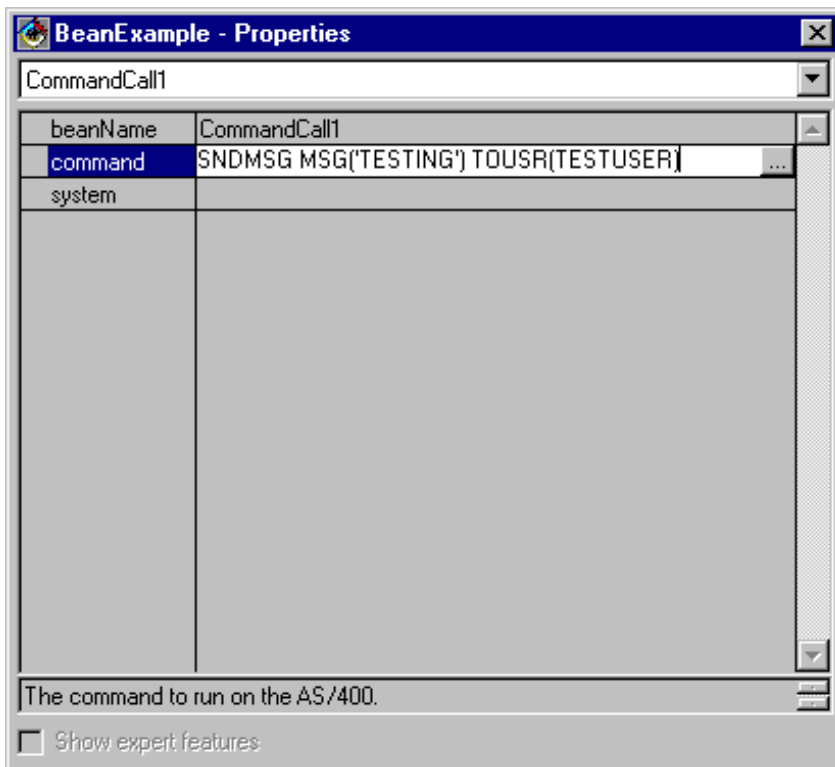 BeanExample - Properties
CommandCall1
beanName CommandCall1
command SNDMSG MSG('TESTING') TOUSR(TESTUSER) ...
system
The command to run on the AS/400.
Show expert features